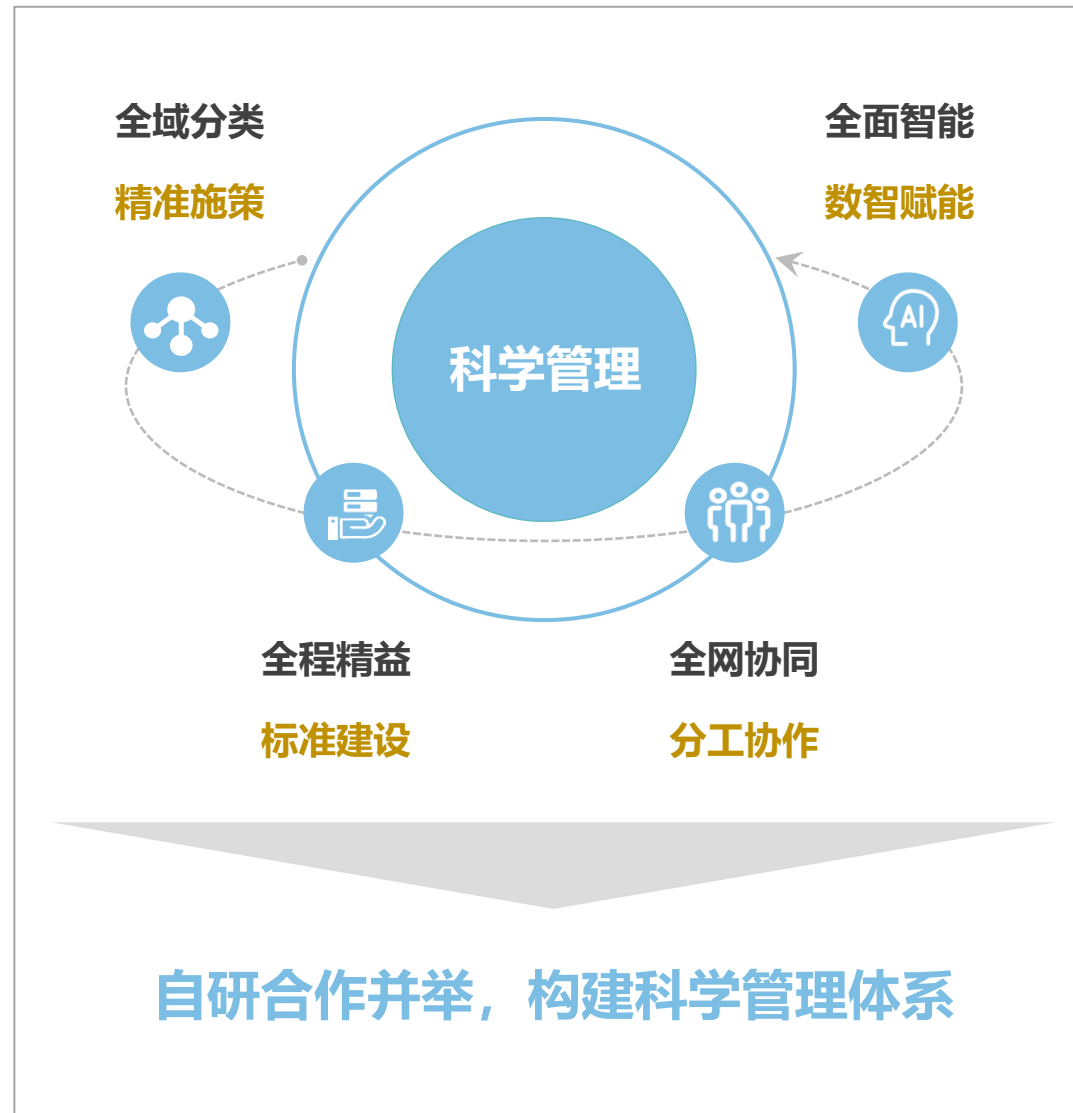 全域分类
精准施策
全面智能
数智赋能
科学管理
AI
全程精益
标准建设
全网协同
分工协作
自研合作并举，构建科学管理体系